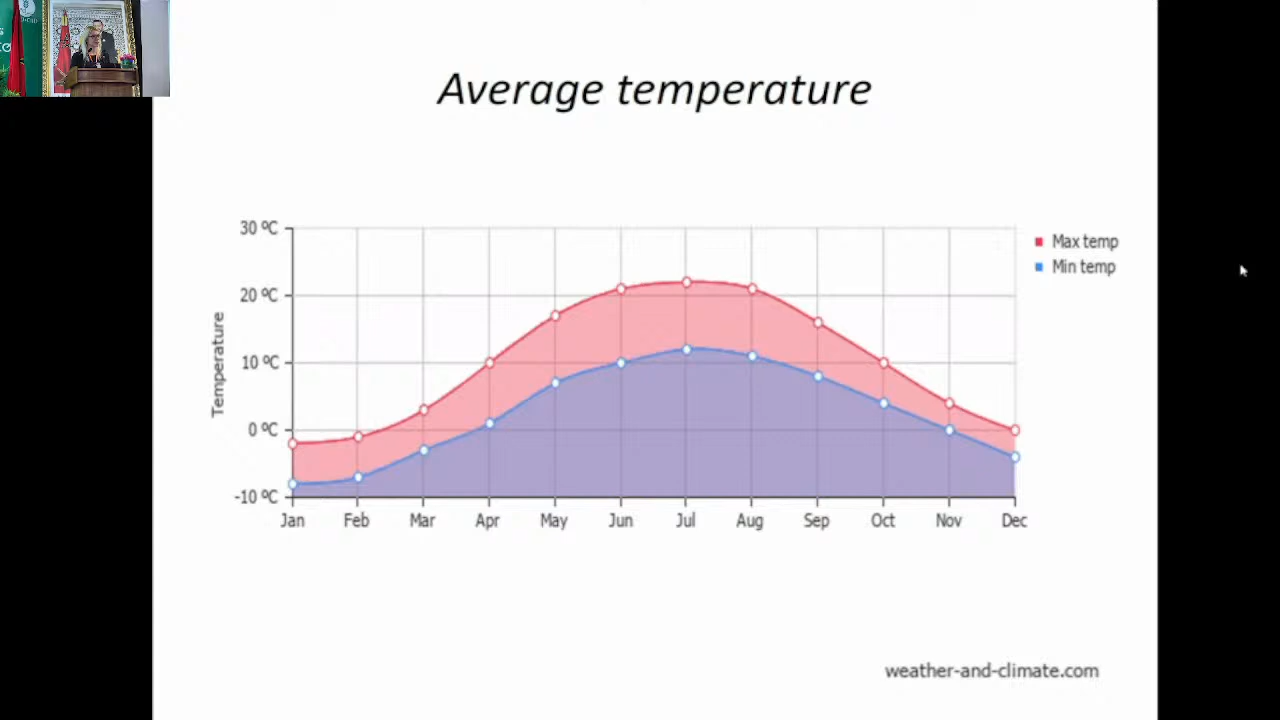 Average temperature
30 ºC
20 ºC
10 ºC
0 ºC
-10 ºC
Temperature
Jan Feb Mar Apr May Jun Jul Aug Sep Oct Nov Dec
Max temp
Min temp
weather-and-climate.com